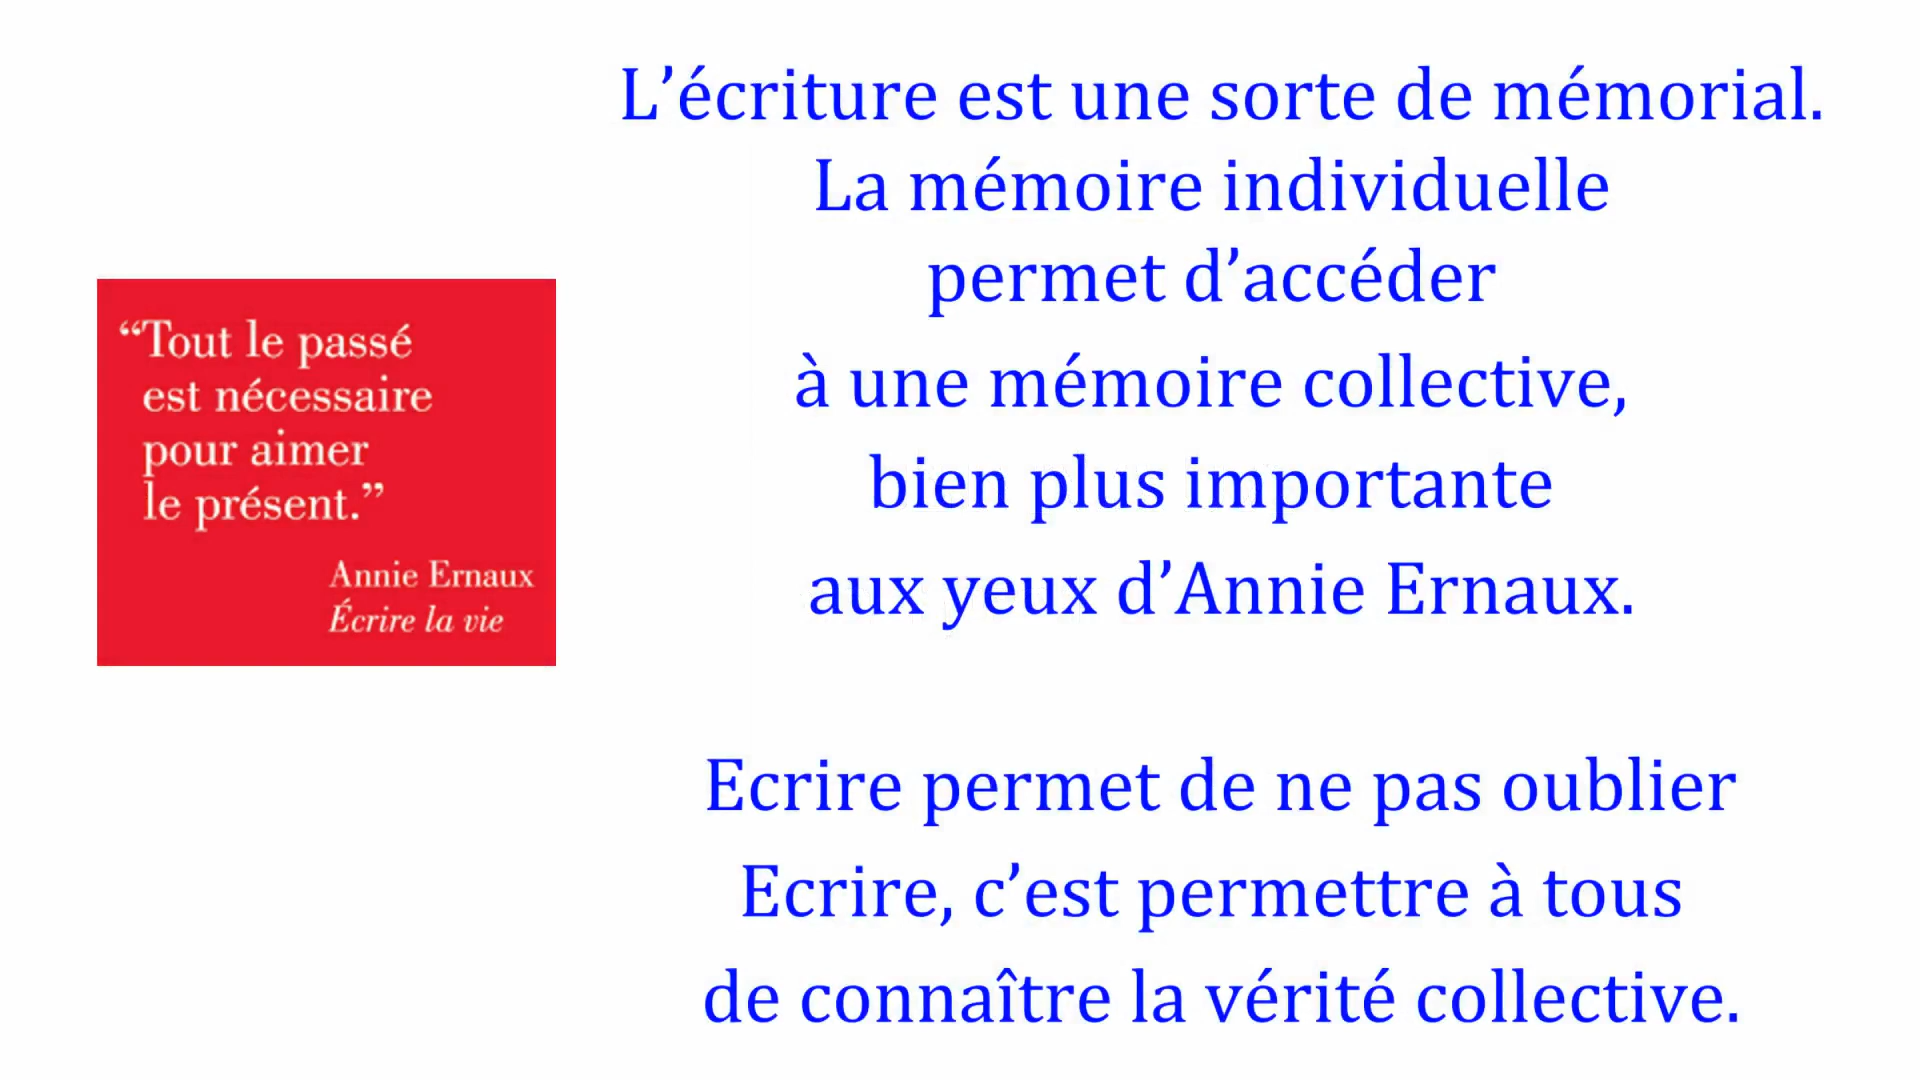 L’écriture est une sorte de mémorial.
La mémoire individuelle
permet d’accéder
à une mémoire collective,
bien plus importante
aux yeux d’Annie Ernaux.
“Tout le passé
est nécessaire
pour aimer
le présent.”
Annie Ernaux
Écrire la vie
Ecrire permet de ne pas oublier
Ecrire, c’est permettre à tous
de connaître la vérité collective.